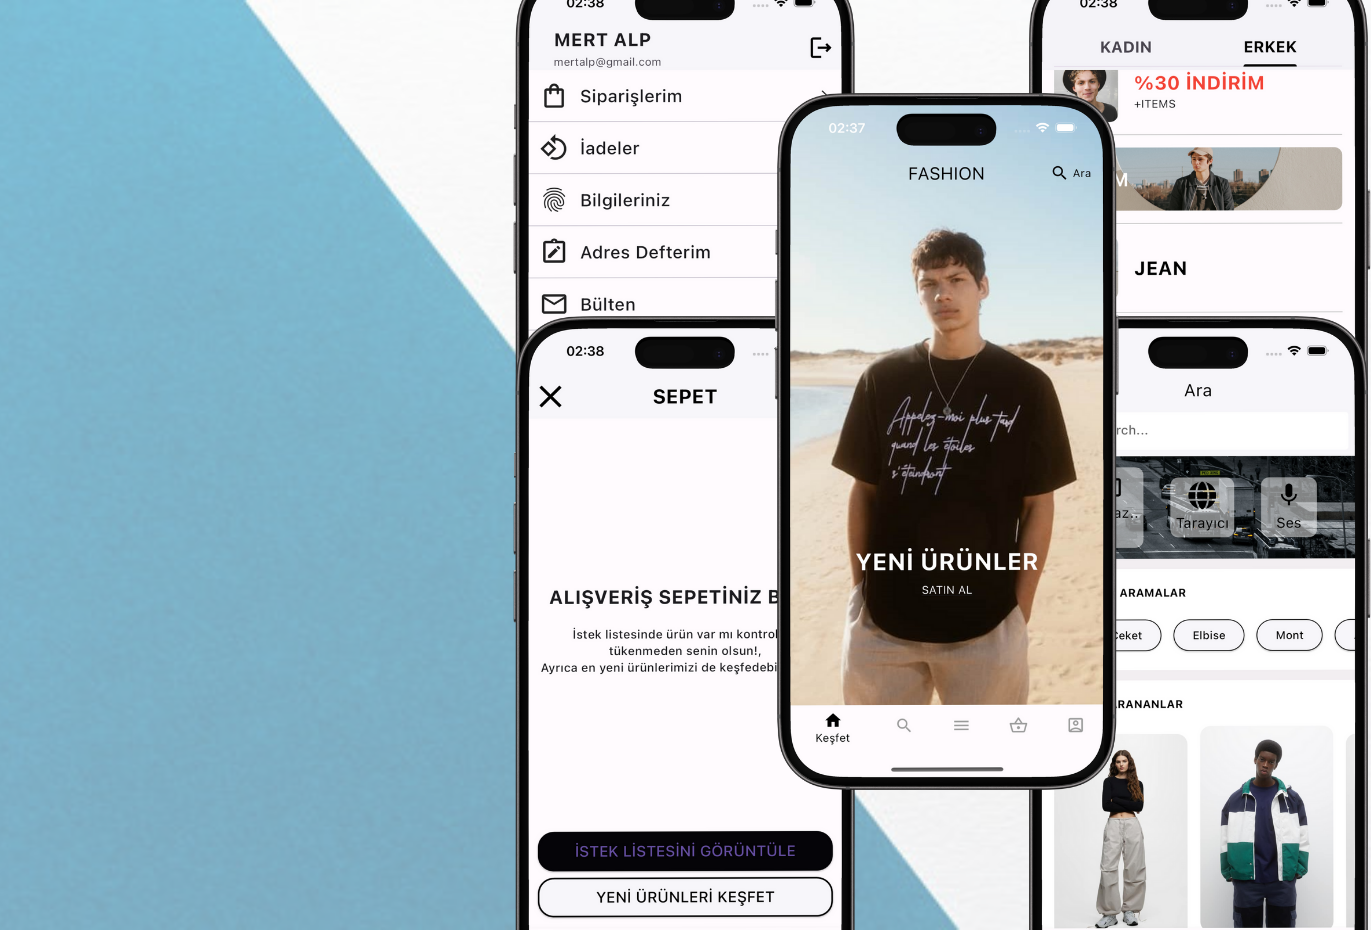 02:38
MERT ALP
mertalp@gmail.com
Siparişlerim
İadeler
Bilgileriniz
Adres Defterim
Bülten
02:38
KADIN ERKEK
%30 İNDİRİM
+ITEMS
M
JEAN
02:37
FASHION
Ara
Appelez-moi plus tard
quand les étoiles
s'éteindront
YENİ ÜRÜNLER
SATIN AL
Keşfet
02:38
SEPET
ALIŞVERİŞ SEPETİNİZ B
İstek listesinde ürün var mı kontrol
tükenmeden senin olsun!,
Ayrıca en yeni ürünlerimizi de keşfedebi
İSTEK LİSTESİNİ GÖRÜNTÜLE
YENİ ÜRÜNLERİ KEŞFET
Ara
rch...
az... Tarayıcı Ses
ARAMALAR
Ceket Elbise Mont
RANANLAR